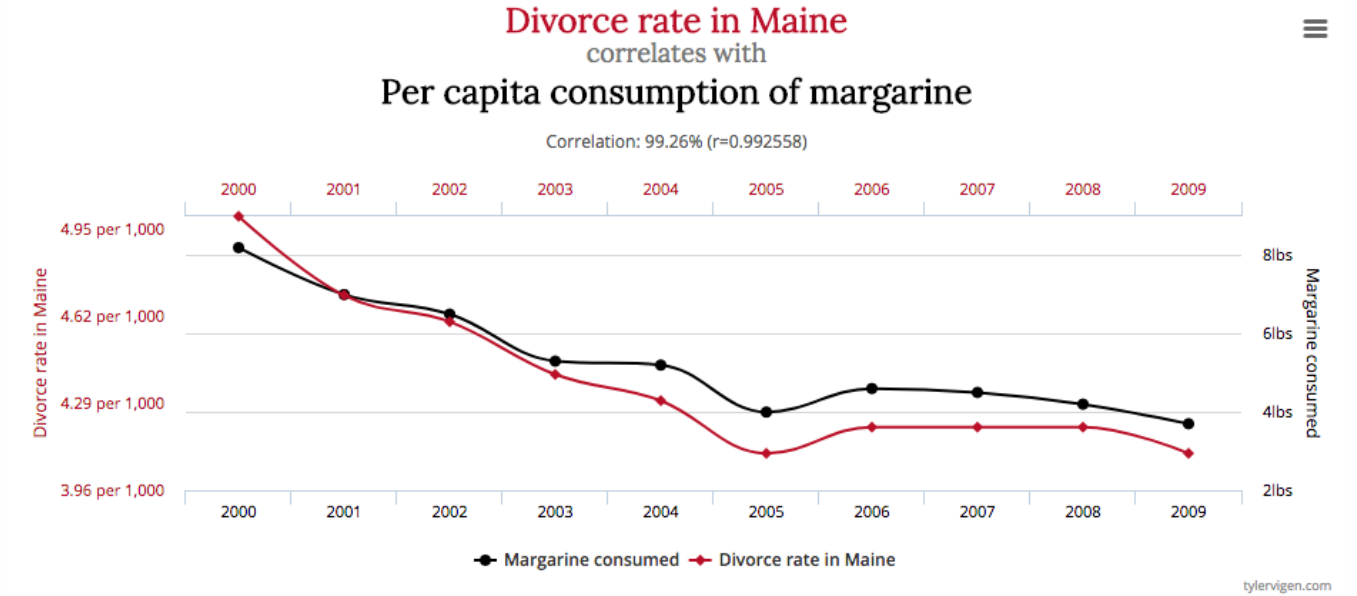 Divorce rate in Maine
correlates with
Per capita consumption of margarine
Correlation: 99.26% (r=0.992558)
2000 2001 2002 2003 2004 2005 2006 2007 2008 2009
Divorce rate in Maine
4.95 per 1,000
4.62 per 1,000
4.29 per 1,000
3.96 per 1,000
8lbs
6lbs
4lbs
2lbs
Margarine consumed
2000 2001 2002 2003 2004 2005 2006 2007 2008 2009
Margarine consumed Divorce rate in Maine
tylervigen.com